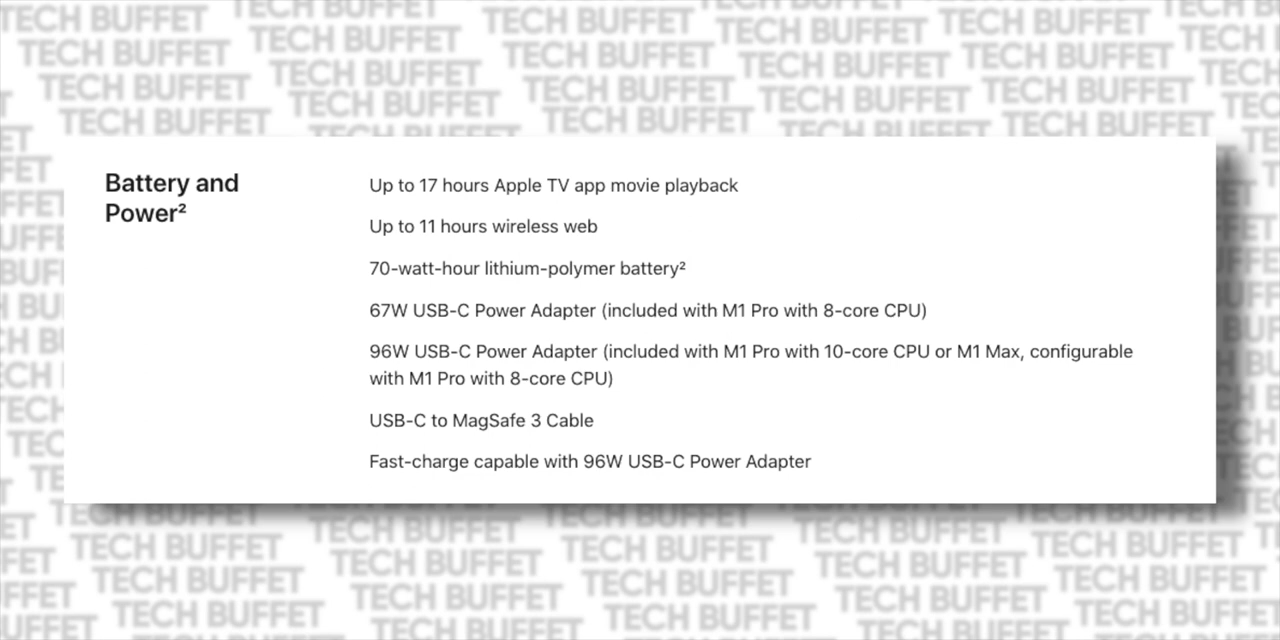 Battery and
Power²
Up to 17 hours Apple TV app movie playback
Up to 11 hours wireless web
70-watt-hour lithium-polymer battery²
67W USB-C Power Adapter (included with M1 Pro with 8-core CPU)
96W USB-C Power Adapter (included with M1 Pro with 10-core CPU or M1 Max, configurable
with M1 Pro with 8-core CPU)
USB-C to MagSafe 3 Cable
Fast-charge capable with 96W USB-C Power Adapter
TECH BUFFET